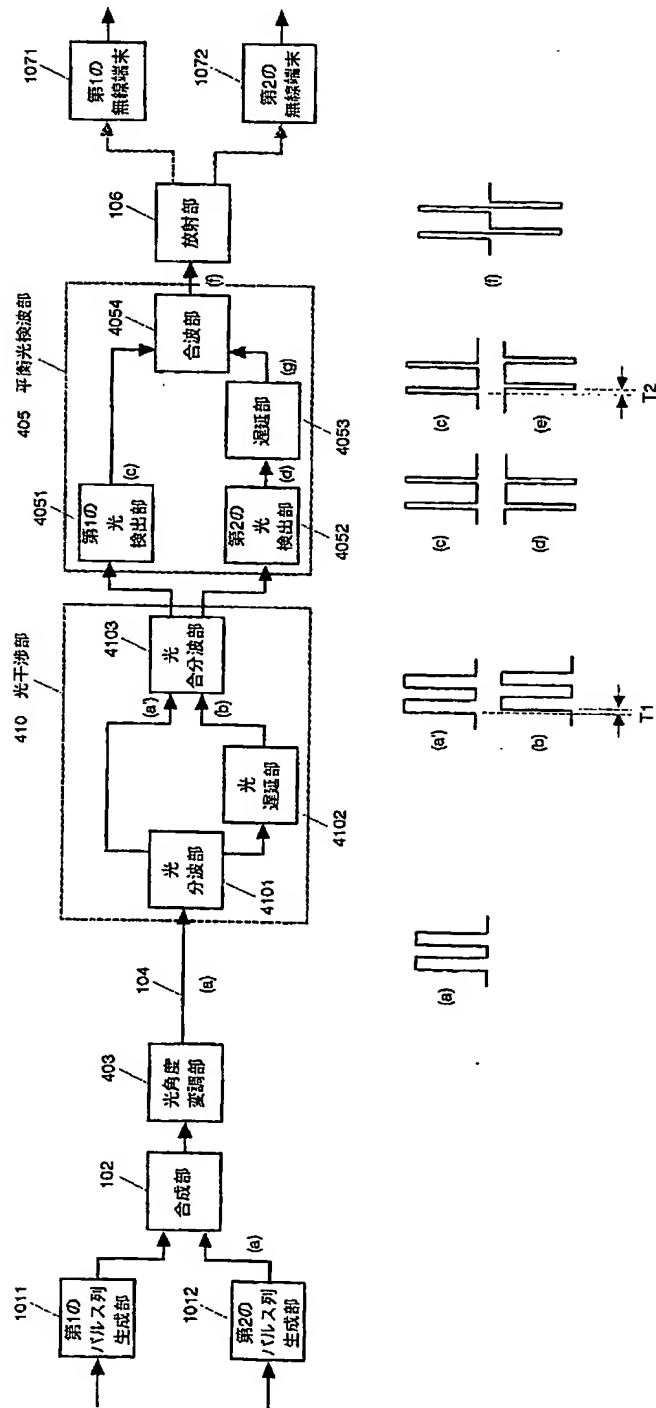 1011
第1の
パルス列
生成部
1012
第2の
パルス列
生成部
(a)
102
合成部
403
光角度
変調部
104
(a)
410 光干渉部
4101
光
分波部
4102
光
遅延部
(a')
(b)
4103
光
合分波部
405 平衡光検波部
4051
第1の
光
検出部
(c)
4052
第2の
光
検出部
(d)
4053
遅延部
(g)
4054
合波部
(f)
106
放射部
1071
第1の
無線端末
1072
第2の
無線端末
(a)
(a')
(b)
T1
(c)
(d)
(c)
(e)
T2
(f)